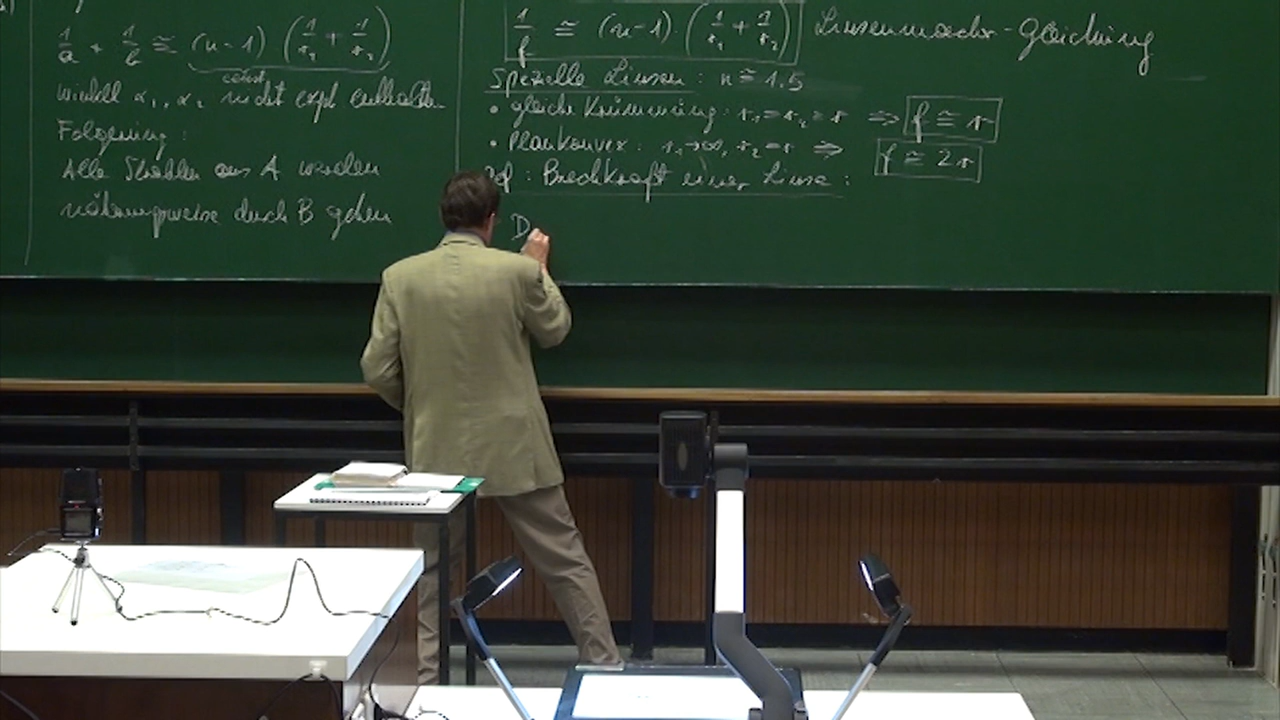 1/a + 1/b ≅ (n-1) (1/r₁ + 1/r₂)
const
Winkel α₁, α₂ nicht expl. enthalten
Folgerung :
Alle Strahlen aus A werden
näherungsweise durch B gehen
1/f ≅ (n-1) · (1/r₁ + 1/r₂) Linsenmacher-Gleichung
Spezielle Linsen : n ≅ 1,5
• gleiche Krümmung : r₁ = r₂ = r ⇒ f ≅ r
• Plankonvex : r₁→∞, r₂ = r ⇒ f ≅ 2r
Def : Brechkraft einer Linse :
D